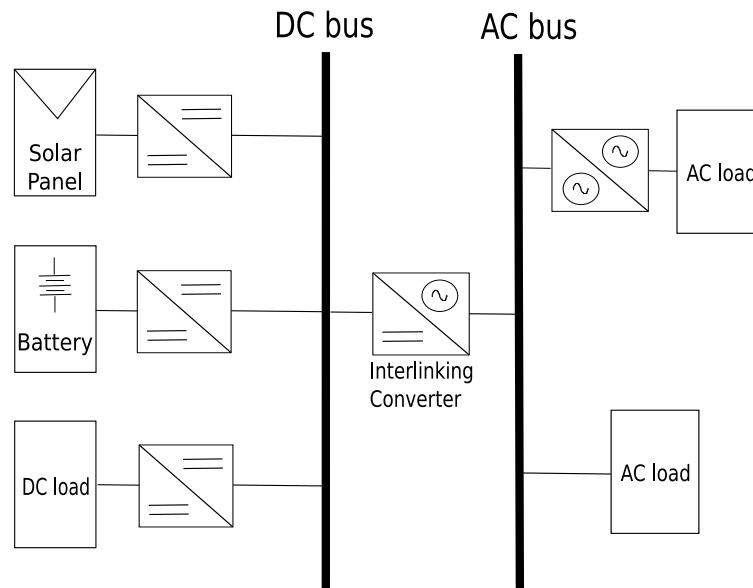 DC bus
AC bus
Solar
Panel
AC load
Battery
Interlinking
Converter
DC load
AC load